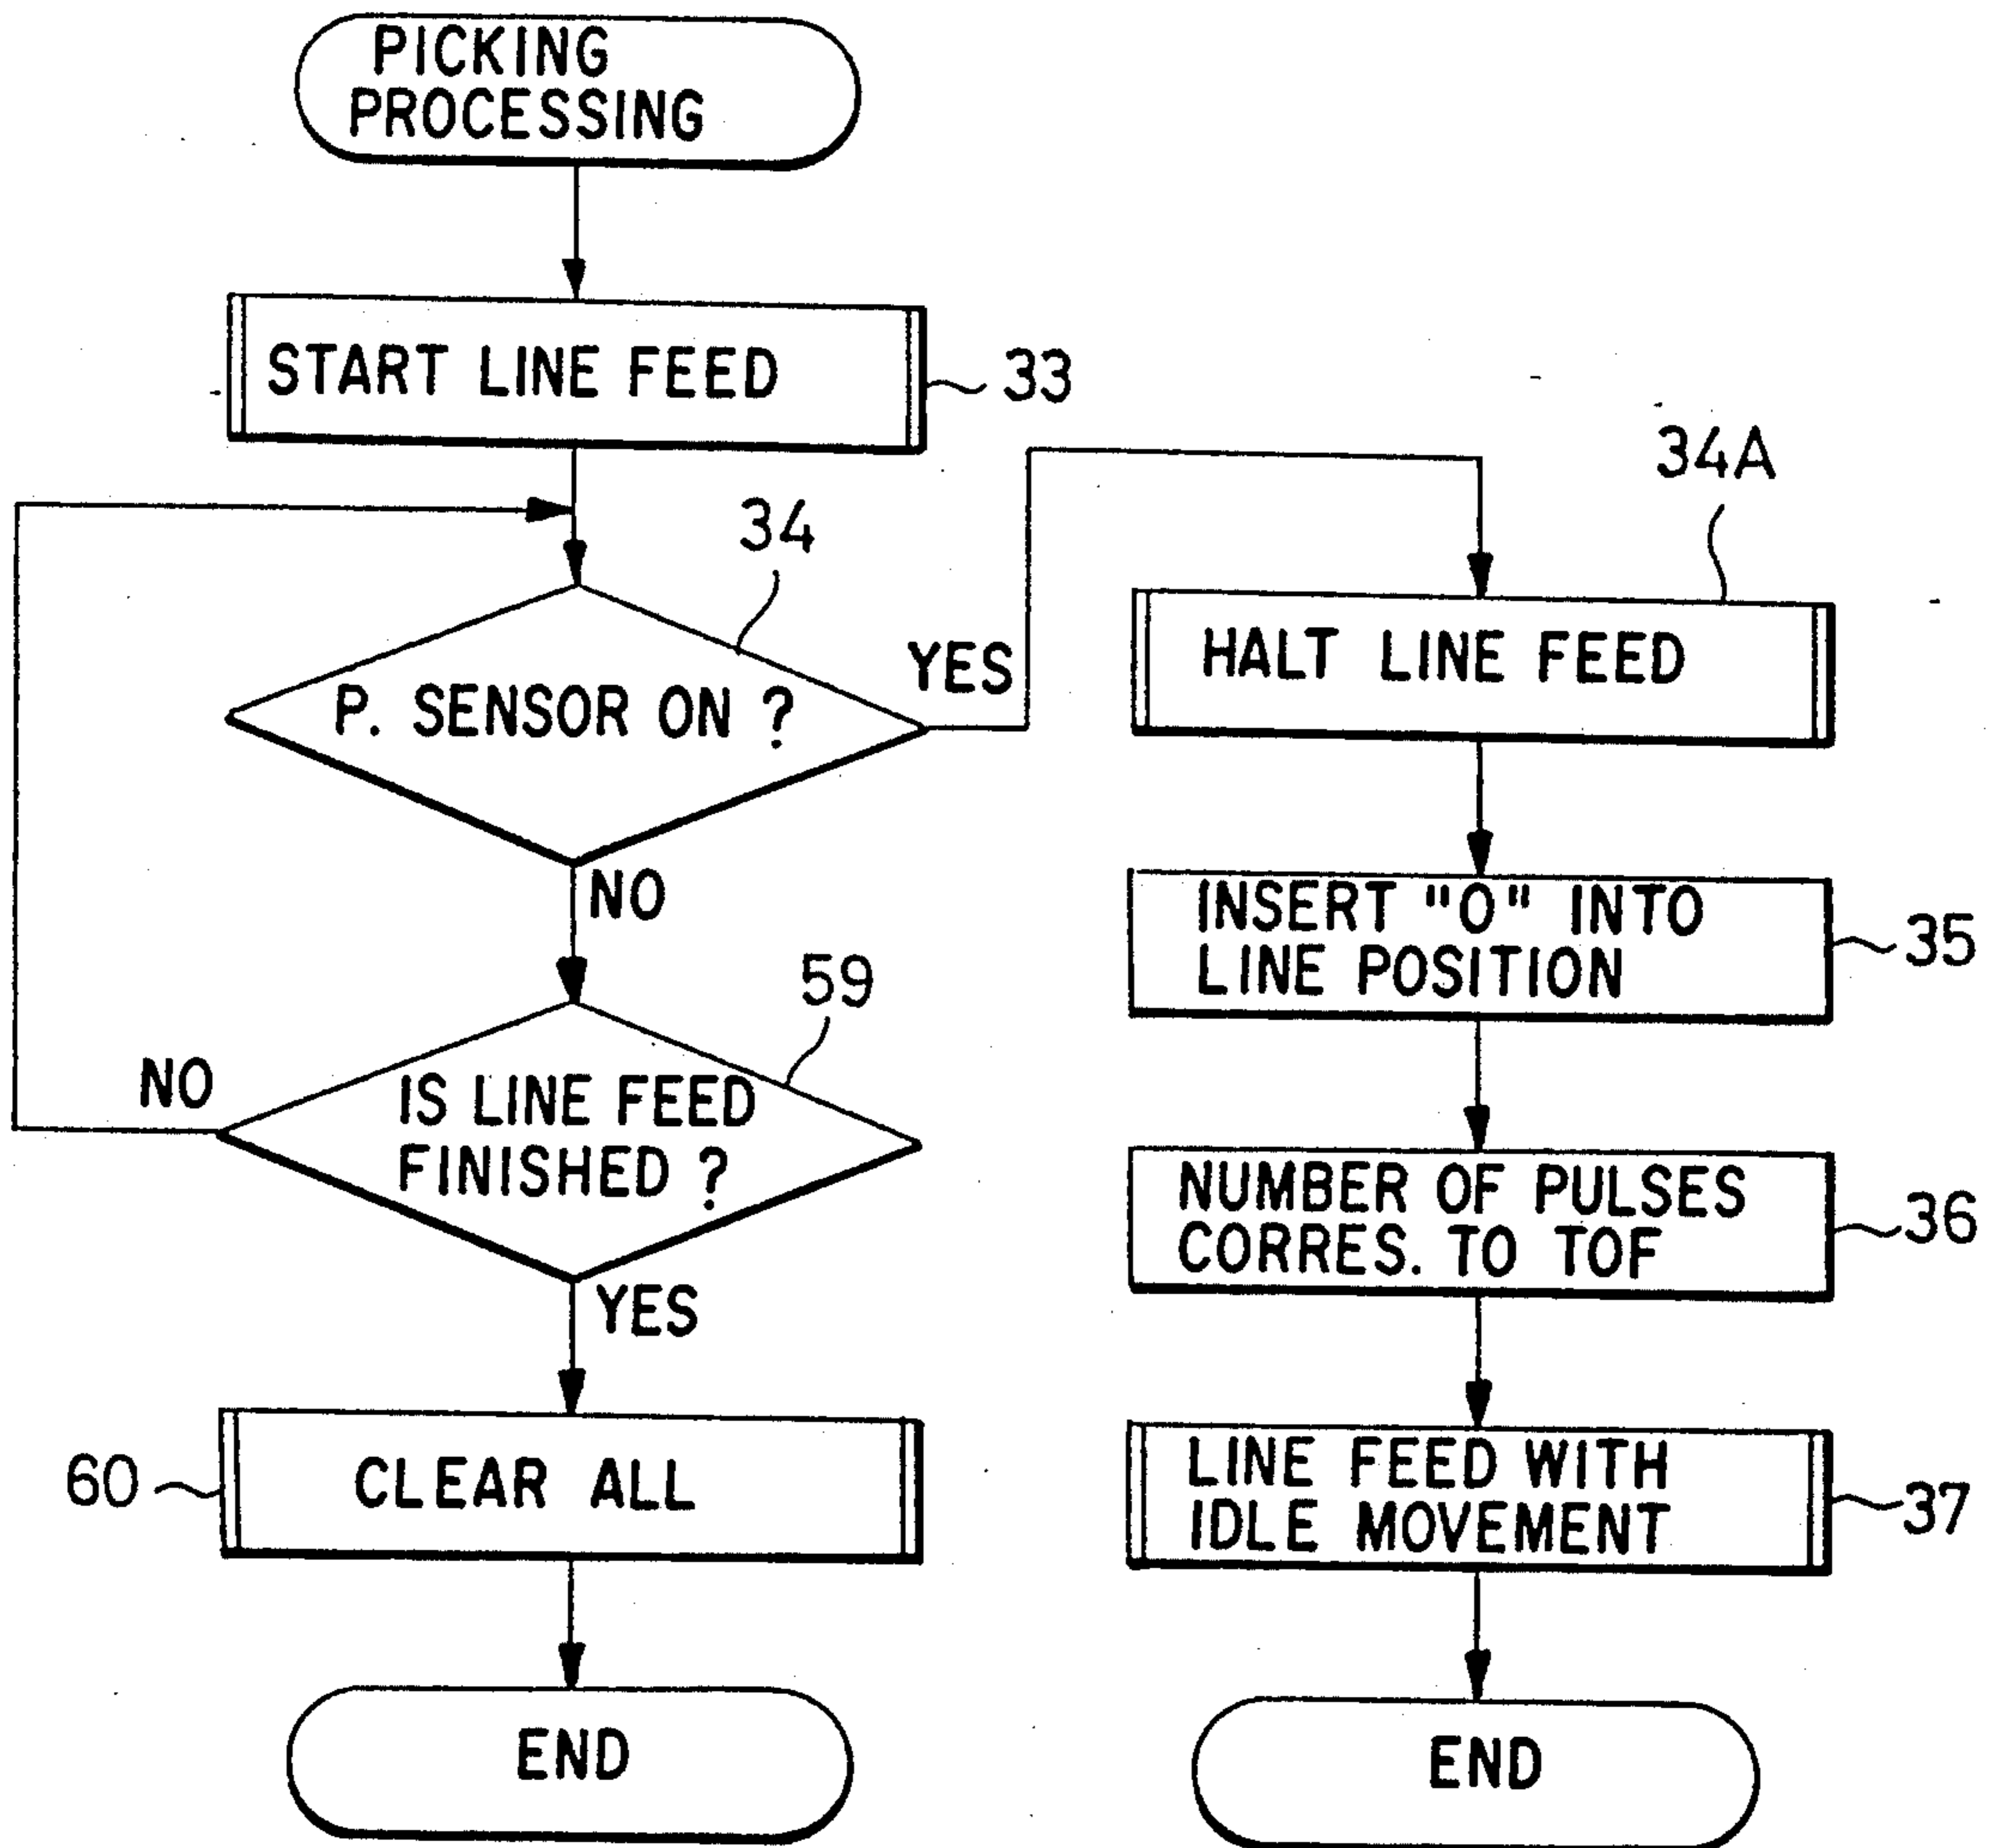 PICKING
PROCESSING
START LINE FEED
33
34
P. SENSOR ON ?
YES
NO
59
IS LINE FEED
FINISHED ?
NO
YES
60
CLEAR ALL
END
34A
HALT LINE FEED
INSERT "0" INTO
LINE POSITION
35
NUMBER OF PULSES
CORRES. TO TOF
36
LINE FEED WITH
IDLE MOVEMENT
37
END